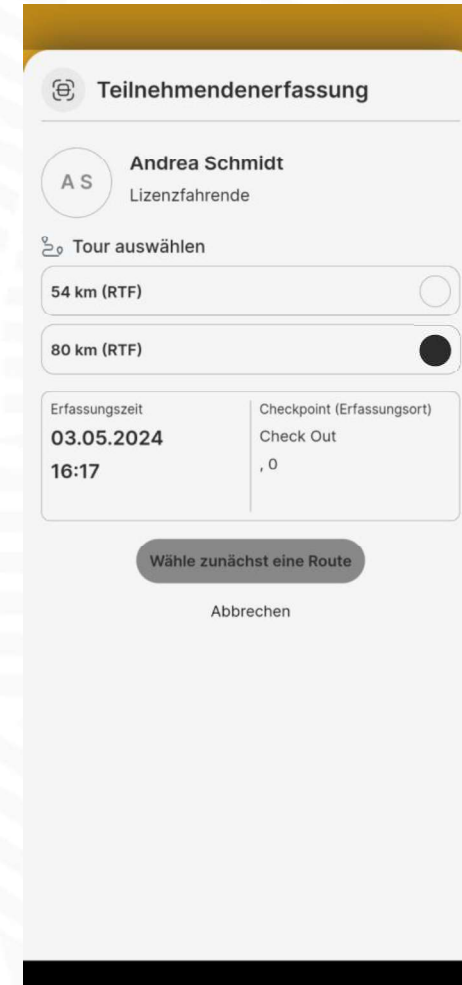 Teilnehmendenerfassung
A S
Andrea Schmidt
Lizenzfahrende
Tour auswählen
54 km (RTF)
80 km (RTF)
Erfassungszeit
03.05.2024
16:17
Checkpoint (Erfassungsort)
Check Out
, 0
Wähle zunächst eine Route
Abbrechen